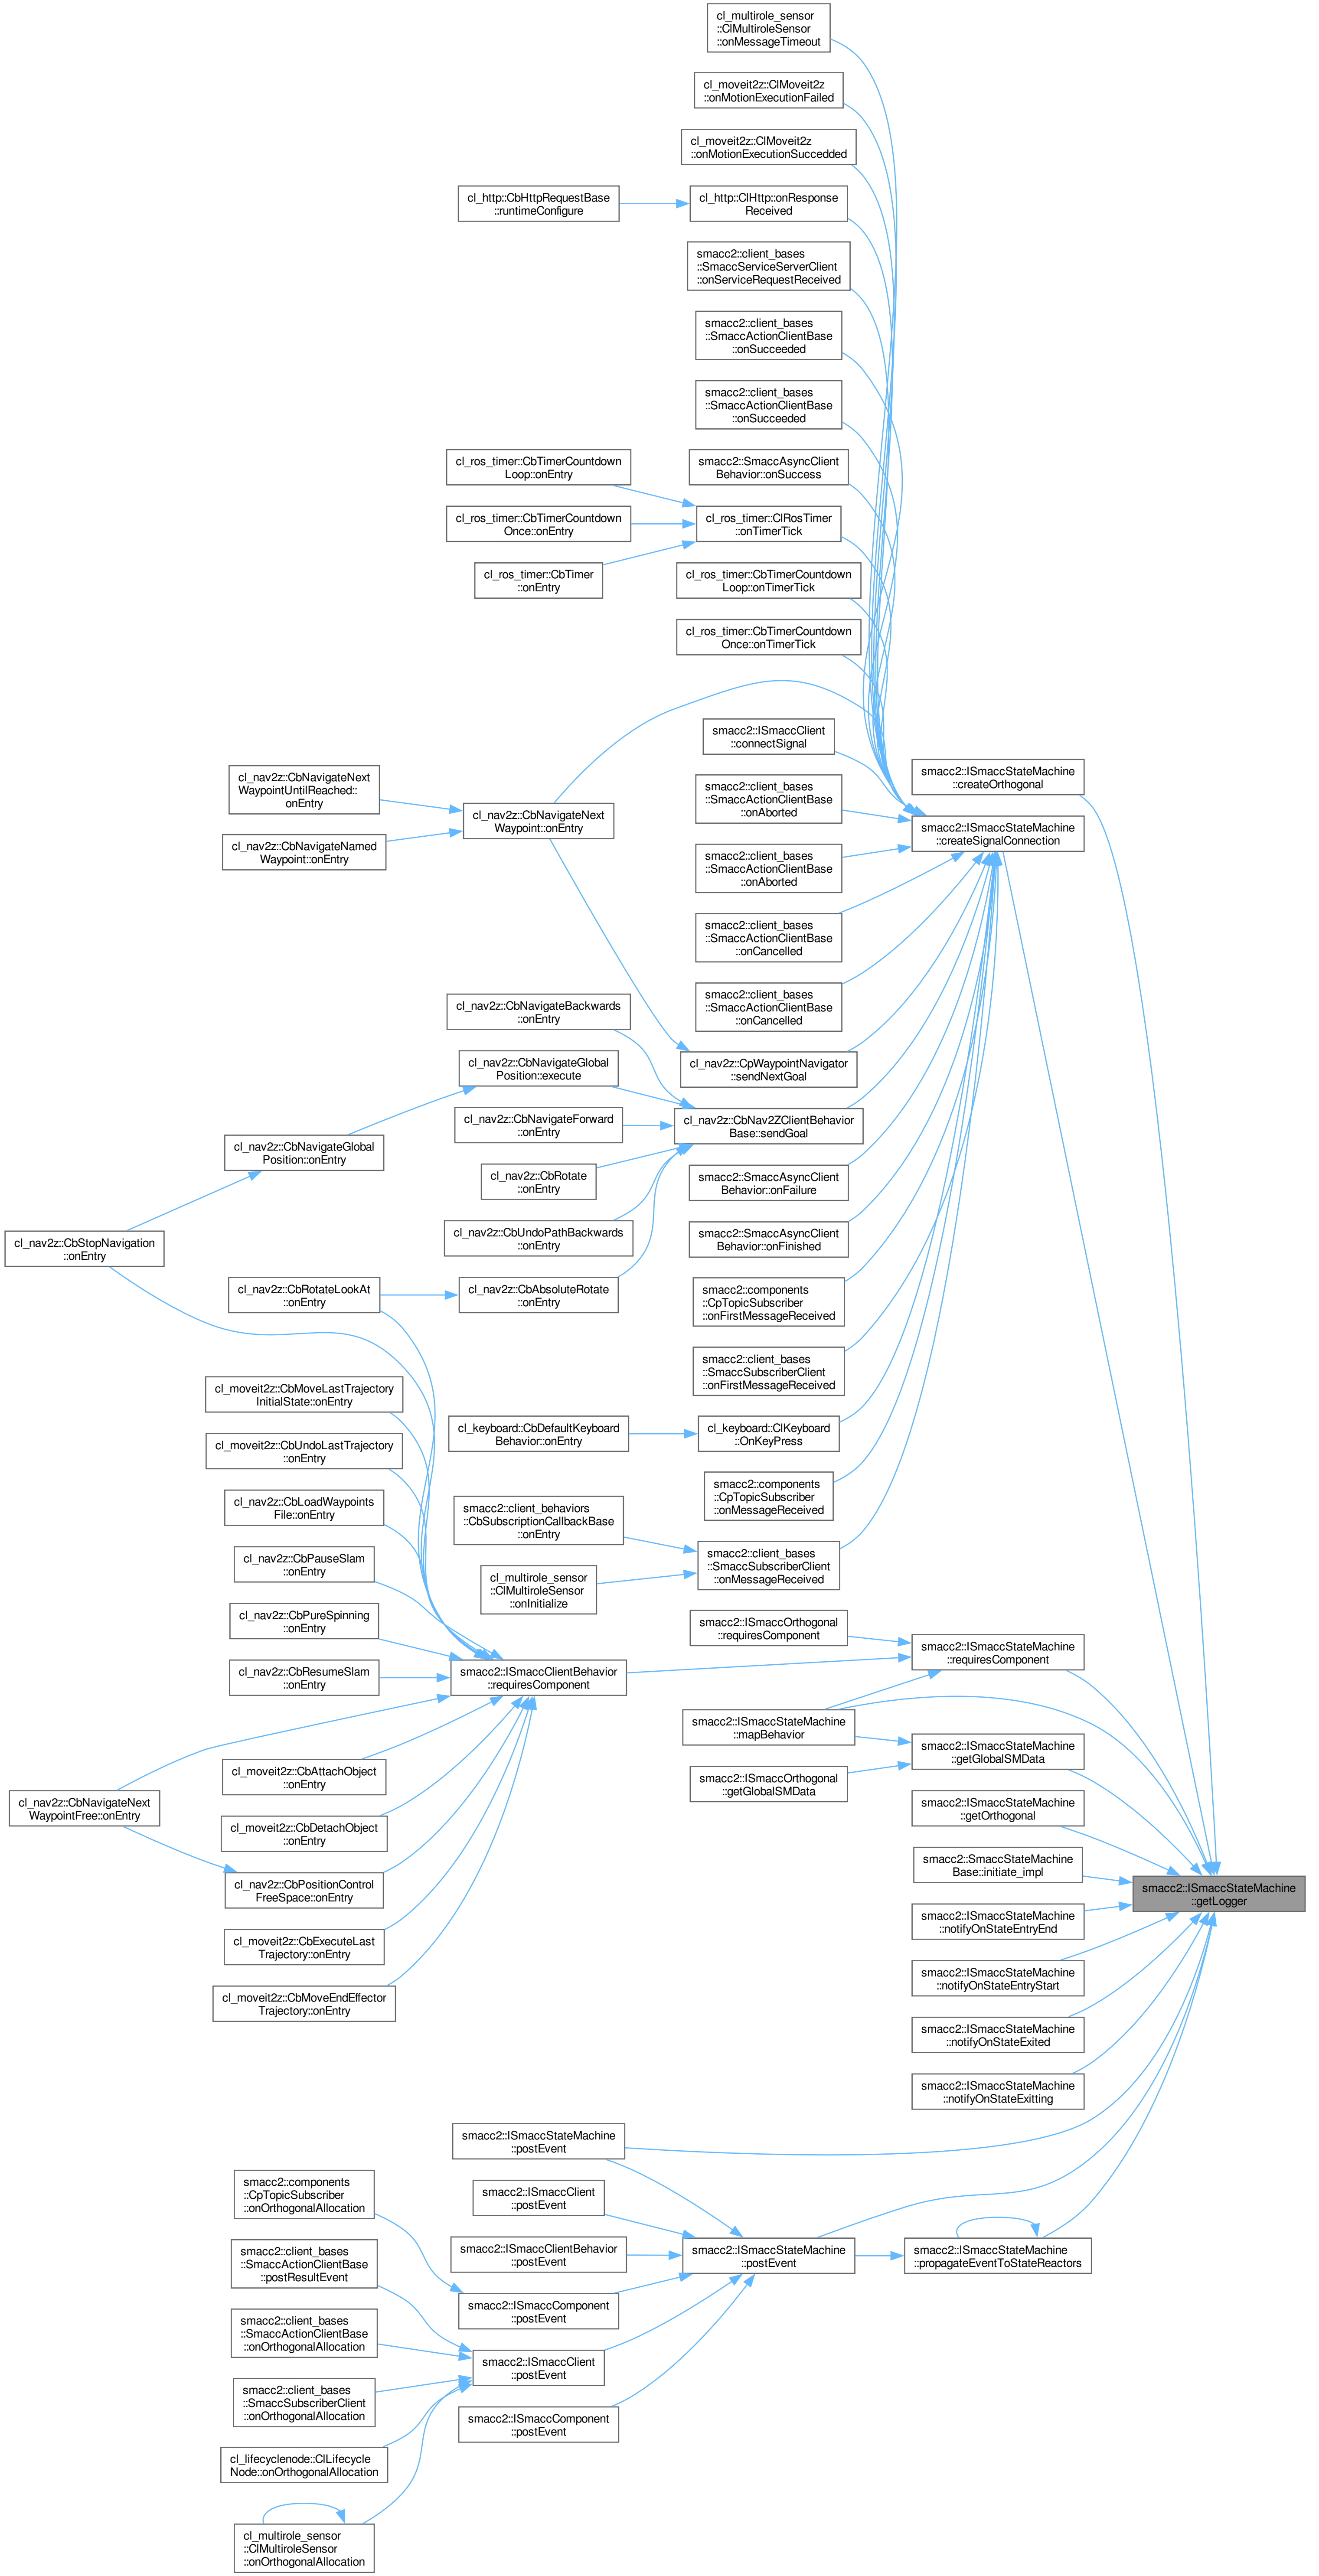 cl_multirole_sensor
::ClMultiroleSensor
::onMessageTimeout
cl_moveit2z::ClMoveit2z
::onMotionExecutionFailed
cl_moveit2z::ClMoveit2z
::onMotionExecutionSuccedded
cl_http::CbHttpRequestBase
::runtimeConfigure
cl_http::ClHttp::onResponse
Received
smacc2::client_bases
::SmaccServiceServerClient
::onServiceRequestReceived
smacc2::client_bases
::SmaccActionClientBase
::onSucceeded
smacc2::client_bases
::SmaccActionClientBase
::onSucceeded
cl_ros_timer::CbTimerCountdown
Loop::onEntry
smacc2::SmaccAsyncClient
Behavior::onSuccess
cl_ros_timer::CbTimerCountdown
Once::onEntry
cl_ros_timer::ClRosTimer
::onTimerTick
cl_ros_timer::CbTimer
::onEntry
cl_ros_timer::CbTimerCountdown
Loop::onTimerTick
cl_ros_timer::CbTimerCountdown
Once::onTimerTick
smacc2::ISmaccClient
::connectSignal
cl_nav2z::CbNavigateNext
WaypointUntilReached::
onEntry
smacc2::ISmaccStateMachine
::createOrthogonal
smacc2::client_bases
::SmaccActionClientBase
::onAborted
cl_nav2z::CbNavigateNext
Waypoint::onEntry
smacc2::ISmaccStateMachine
::createSignalConnection
cl_nav2z::CbNavigateNamed
Waypoint::onEntry
smacc2::client_bases
::SmaccActionClientBase
::onAborted
smacc2::client_bases
::SmaccActionClientBase
::onCancelled
smacc2::client_bases
::SmaccActionClientBase
::onCancelled
cl_nav2z::CbNavigateBackwards
::onEntry
cl_nav2z::CbNavigateGlobal
Position::execute
cl_nav2z::CpWaypointNavigator
::sendNextGoal
cl_nav2z::CbNavigateForward
::onEntry
cl_nav2z::CbNav2ZClientBehavior
Base::sendGoal
cl_nav2z::CbNavigateGlobal
Position::onEntry
cl_nav2z::CbRotate
::onEntry
smacc2::SmaccAsyncClient
Behavior::onFailure
cl_nav2z::CbStopNavigation
::onEntry
cl_nav2z::CbUndoPathBackwards
::onEntry
smacc2::SmaccAsyncClient
Behavior::onFinished
cl_nav2z::CbRotateLookAt
::onEntry
cl_nav2z::CbAbsoluteRotate
::onEntry
smacc2::components
::CpTopicSubscriber
::onFirstMessageReceived
cl_moveit2z::CbMoveLastTrajectory
InitialState::onEntry
smacc2::client_bases
::SmaccSubscriberClient
::onFirstMessageReceived
cl_moveit2z::CbUndoLastTrajectory
::onEntry
cl_keyboard::CbDefaultKeyboard
Behavior::onEntry
cl_keyboard::ClKeyboard
::OnKeyPress
cl_nav2z::CbLoadWaypoints
File::onEntry
smacc2::components
::CpTopicSubscriber
::onMessageReceived
smacc2::client_behaviors
::CbSubscriptionCallbackBase
::onEntry
cl_nav2z::CbPauseSlam
::onEntry
smacc2::client_bases
::SmaccSubscriberClient
::onMessageReceived
cl_multirole_sensor
::ClMultiroleSensor
::onInitialize
cl_nav2z::CbPureSpinning
::onEntry
smacc2::ISmaccOrthogonal
::requiresComponent
smacc2::ISmaccStateMachine
::requiresComponent
cl_nav2z::CbResumeSlam
::onEntry
smacc2::ISmaccClientBehavior
::requiresComponent
smacc2::ISmaccStateMachine
::mapBehavior
smacc2::ISmaccStateMachine
::getGlobalSMData
cl_moveit2z::CbAttachObject
::onEntry
smacc2::ISmaccOrthogonal
::getGlobalSMData
cl_nav2z::CbNavigateNext
WaypointFree::onEntry
smacc2::ISmaccStateMachine
::getOrthogonal
cl_moveit2z::CbDetachObject
::onEntry
smacc2::SmaccStateMachine
Base::initiate_impl
cl_nav2z::CbPositionControl
FreeSpace::onEntry
smacc2::ISmaccStateMachine
::getLogger
smacc2::ISmaccStateMachine
::notifyOnStateEntryEnd
cl_moveit2z::CbExecuteLast
Trajectory::onEntry
smacc2::ISmaccStateMachine
::notifyOnStateEntryStart
cl_moveit2z::CbMoveEndEffector
Trajectory::onEntry
smacc2::ISmaccStateMachine
::notifyOnStateExited
smacc2::ISmaccStateMachine
::notifyOnStateExitting
smacc2::ISmaccStateMachine
::postEvent
smacc2::components
::CpTopicSubscriber
::onOrthogonalAllocation
smacc2::ISmaccClient
::postEvent
smacc2::client_bases
::SmaccActionClientBase
::postResultEvent
smacc2::ISmaccClientBehavior
::postEvent
smacc2::ISmaccStateMachine
::postEvent
smacc2::ISmaccStateMachine
::propagateEventToStateReactors
smacc2::ISmaccComponent
::postEvent
smacc2::client_bases
::SmaccActionClientBase
::onOrthogonalAllocation
smacc2::ISmaccClient
::postEvent
smacc2::client_bases
::SmaccSubscriberClient
::onOrthogonalAllocation
smacc2::ISmaccComponent
::postEvent
cl_lifecyclenode::ClLifecycle
Node::onOrthogonalAllocation
cl_multirole_sensor
::ClMultiroleSensor
::onOrthogonalAllocation